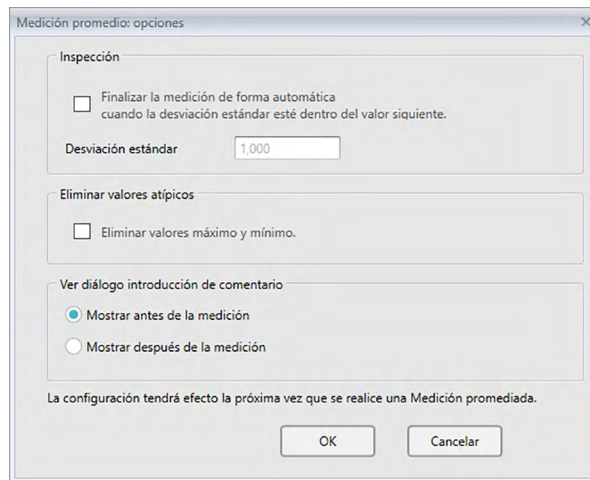 Medición promedio: opciones
Inspección
Finalizar la medición de forma automática
cuando la desviación estándar esté dentro del valor siguiente.
Desviación estándar
1,000
Eliminar valores atípicos
Eliminar valores máximo y mínimo.
Ver diálogo introducción de comentario
Mostrar antes de la medición
Mostrar después de la medición
La configuración tendrá efecto la próxima vez que se realice una Medición promediada.
OK
Cancelar